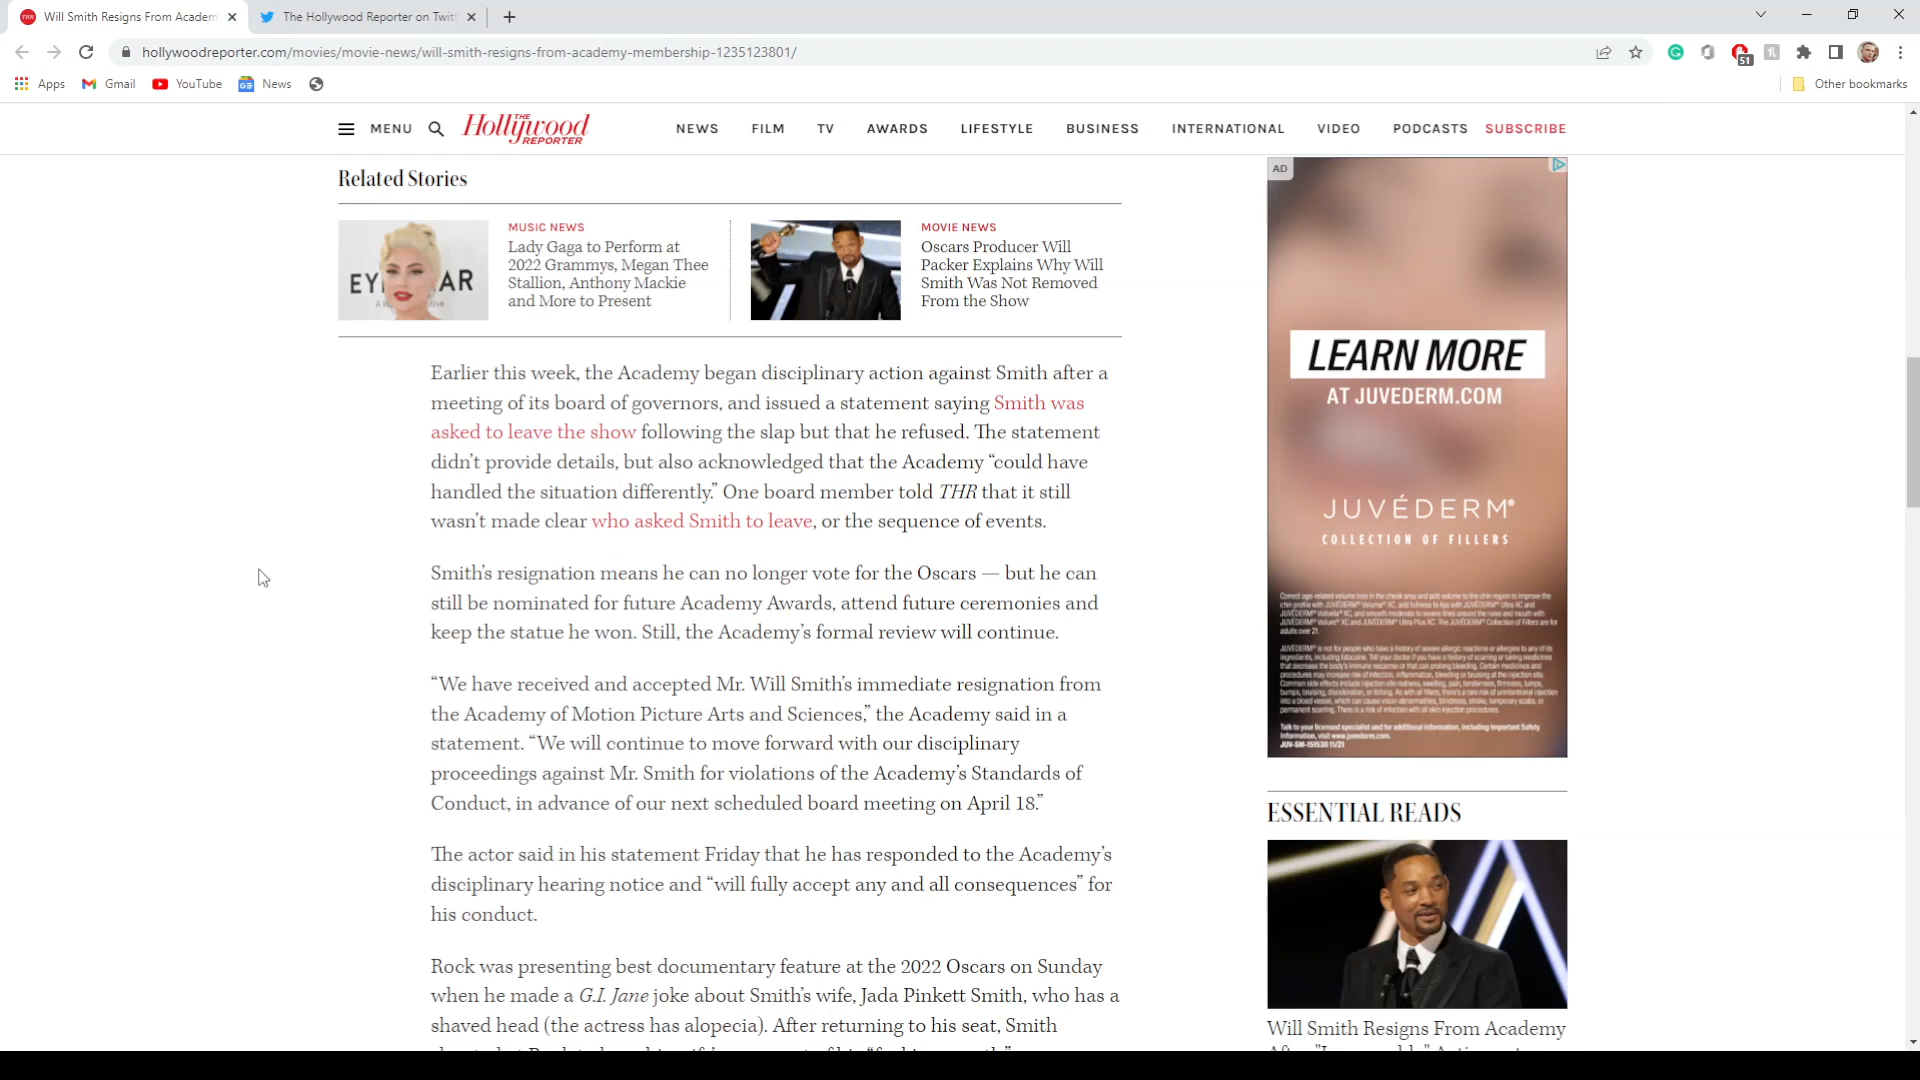 Will Smith Resigns From Academ
The Hollywood Reporter on Twitt
hollywoodreporter.com/movies/movie-news/will-smith-resigns-from-academy-membership-1235123801/
51
Apps
Gmail
YouTube
News
Other bookmarks
MENU
THE
Hollywood
REPORTER
NEWS
FILM
TV
AWARDS
LIFESTYLE
BUSINESS
INTERNATIONAL
VIDEO
PODCASTS
SUBSCRIBE
Related Stories
MUSIC NEWS
Lady Gaga to Perform at
2022 Grammys, Megan Thee
Stallion, Anthony Mackie
and More to Present
MOVIE NEWS
Oscars Producer Will
Packer Explains Why Will
Smith Was Not Removed
From the Show
Earlier this week, the Academy began disciplinary action against Smith after a
meeting of its board of governors, and issued a statement saying Smith was
asked to leave the show following the slap but that he refused. The statement
didn’t provide details, but also acknowledged that the Academy “could have
handled the situation differently.” One board member told THR that it still
wasn’t made clear who asked Smith to leave, or the sequence of events.
Smith’s resignation means he can no longer vote for the Oscars — but he can
still be nominated for future Academy Awards, attend future ceremonies and
keep the statue he won. Still, the Academy’s formal review will continue.
“We have received and accepted Mr. Will Smith’s immediate resignation from
the Academy of Motion Picture Arts and Sciences,” the Academy said in a
statement. “We will continue to move forward with our disciplinary
proceedings against Mr. Smith for violations of the Academy’s Standards of
Conduct, in advance of our next scheduled board meeting on April 18.”
The actor said in his statement Friday that he has responded to the Academy’s
disciplinary hearing notice and “will fully accept any and all consequences” for
his conduct.
Rock was presenting best documentary feature at the 2022 Oscars on Sunday
when he made a G.I. Jane joke about Smith’s wife, Jada Pinkett Smith, who has a
shaved head (the actress has alopecia). After returning to his seat, Smith
AD
LEARN MORE
AT JUVEDERM.COM
JUVÉDERM®
COLLECTION OF FILLERS
JUV-SM-151530 11/21
ESSENTIAL READS
Will Smith Resigns From Academy